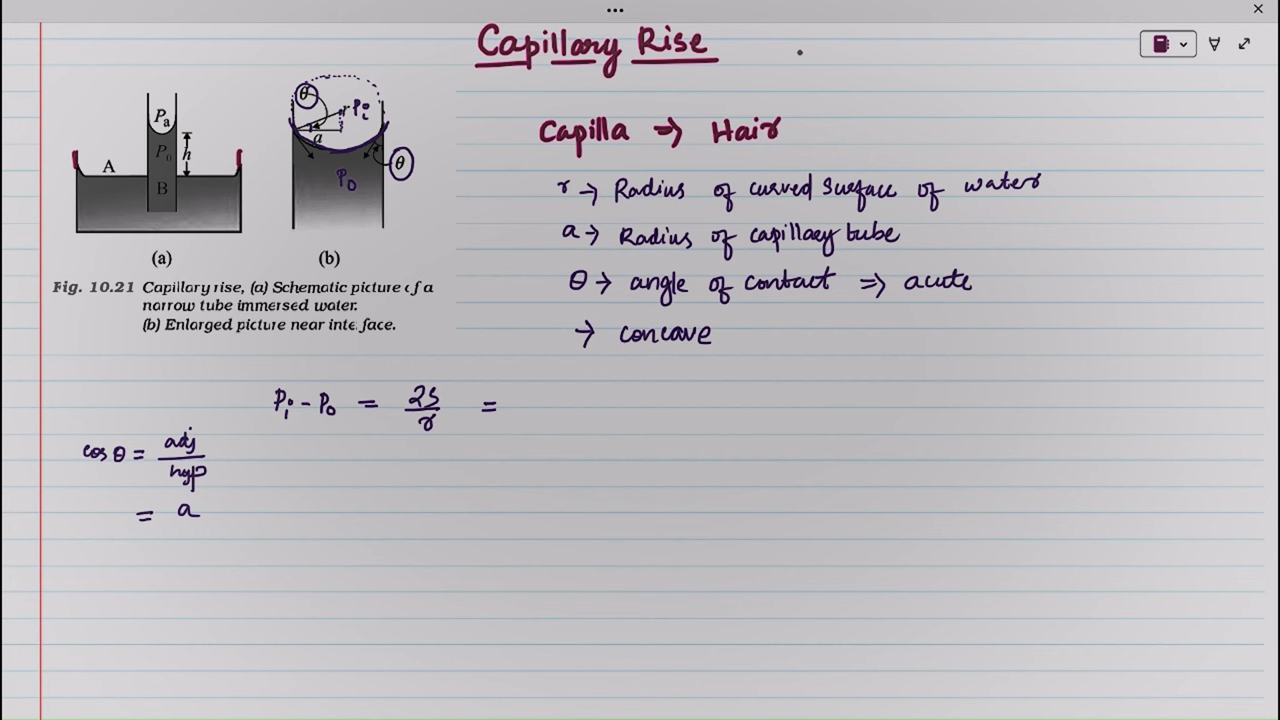 Capillary Rise
Capilla ⇒ Hair
r → Radius of curved surface of water
a → Radius of capillary tube
θ → angle of contact ⇒ acute
→ concave
Pa
P0
h
A
B
(a)
θ
r
Pi
a
P0
θ
(b)
Fig. 10.21 Capillary rise, (a) Schematic picture of a
narrow tube immersed water.
(b) Enlarged picture near interface.
Pi - P0 = 2S/r =
cos θ = adj/hyp
= a